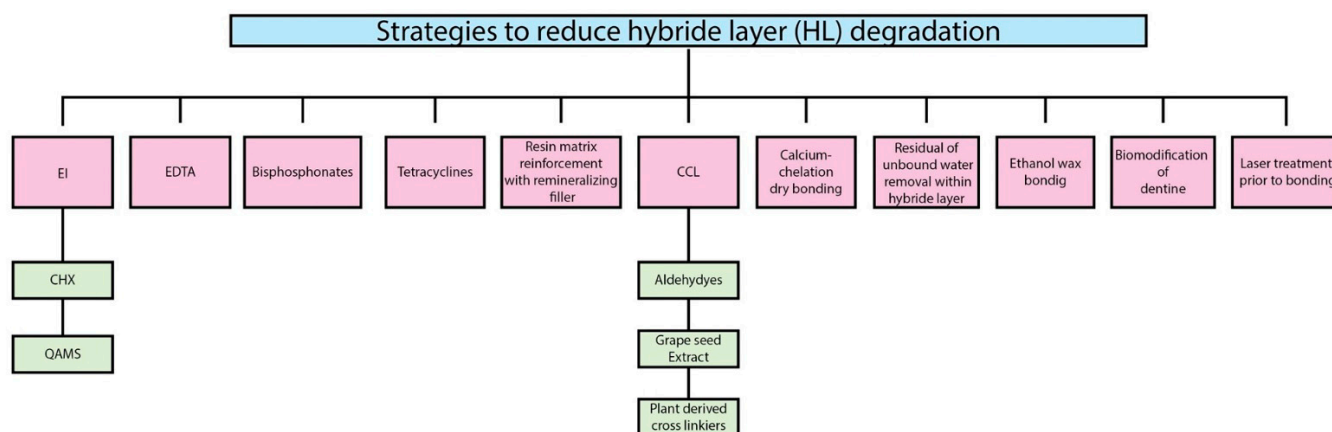 Strategies to reduce hybride layer (HL) degradation
EI
EDTA
Bisphosphonates
Tetracyclines
Resin matrix
reinforcement
with remineralizing
filler
CCL
Calcium-
chelation
dry bonding
Residual of
unbound water
removal within
hybride layer
Ethanol wax
bondig
Biomodification
of
dentine
Laser treatment
prior to bonding
CHX
QAMS
Aldehydyes
Grape seed
Extract
Plant derived
cross linkiers